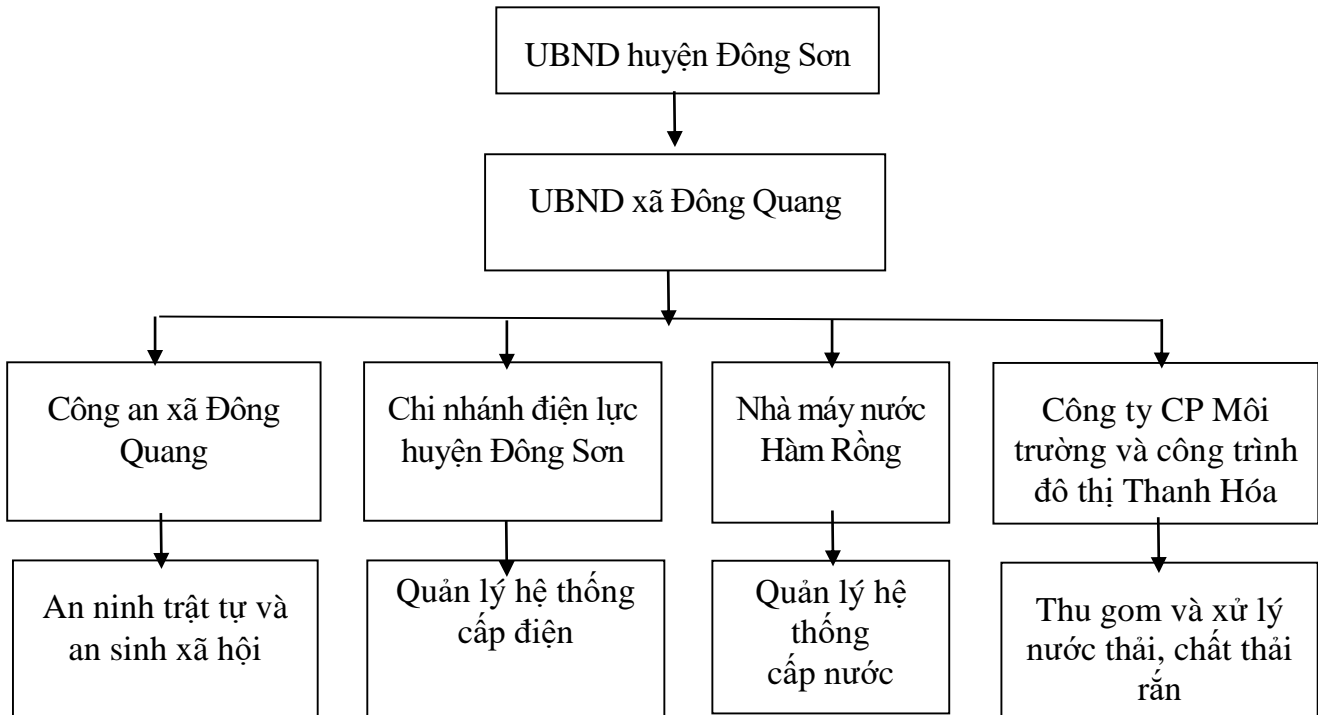 UBND huyện Đông Sơn
UBND xã Đông Quang
Công an xã Đông
Quang
Chi nhánh điện lực
huyện Đông Sơn
Nhà máy nước
Hàm Rồng
Công ty CP Môi
trường và công trình
đô thị Thanh Hóa
An ninh trật tự và
an sinh xã hội
Quản lý hệ thống
cấp điện
Quản lý hệ
thống
cấp nước
Thu gom và xử lý
nước thải, chất thải
rắn